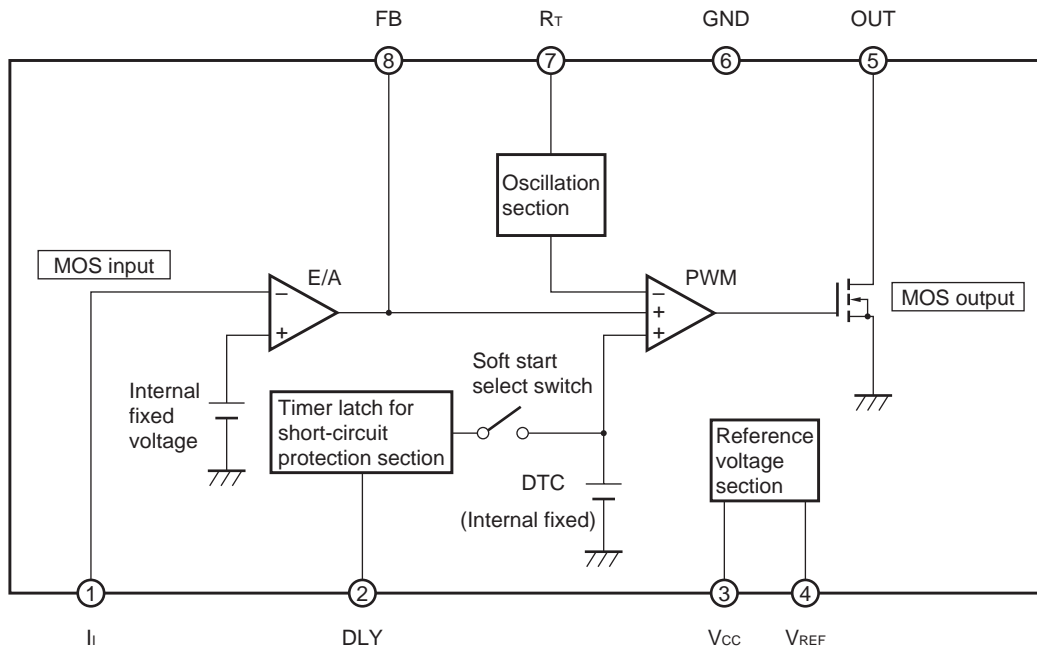 FB
RT
GND
OUT
8
7
6
5
Oscillation
section
MOS input
E/A
PWM
MOS output
−
+
−
+
+
Soft start
select switch
Internal
fixed
voltage
Timer latch for
short-circuit
protection section
DTC
(Internal fixed)
Reference
voltage
section
1
2
3
4
II
DLY
VCC
VREF